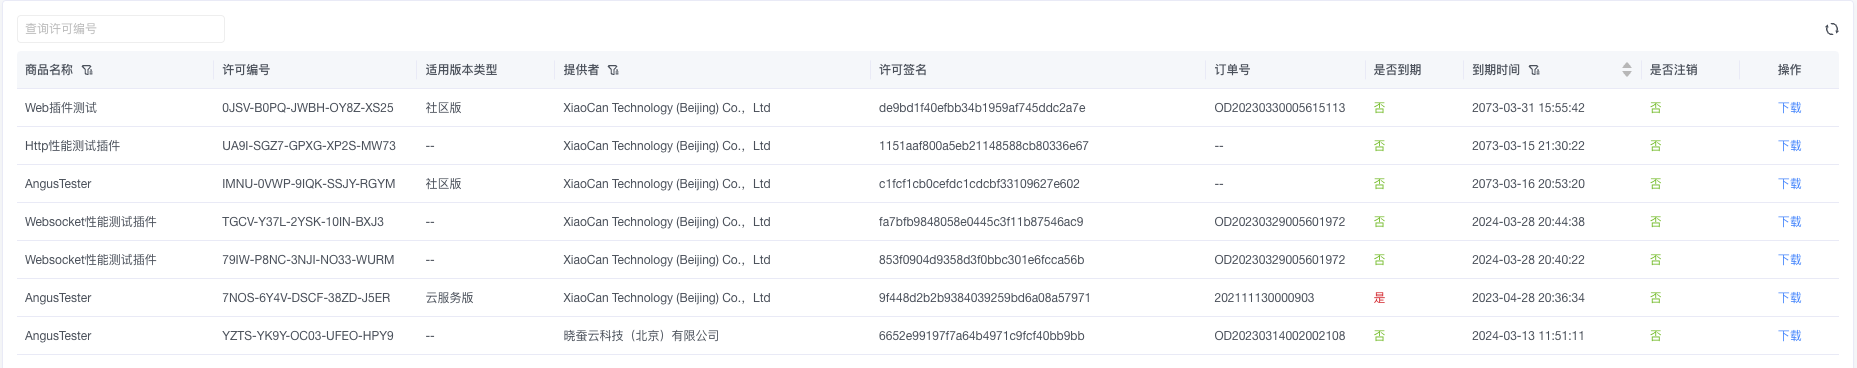 查询许可编号
商品名称 许可编号 适用版本类型 提供者 许可签名 订单号 是否到期 到期时间 是否注销 操作
Web插件测试 0JSV-B0PQ-JWBH-OY8Z-XS25 社区版 XiaoCan Technology (Beijing) Co.，Ltd de9bd1f40efbb34b1959af745ddc2a7e OD20230330005615113 否 2073-03-31 15:55:42 否 下载
Http性能测试插件 UA9I-SGZ7-GPXG-XP2S-MW73 -- XiaoCan Technology (Beijing) Co.，Ltd 1151aaf800a5eb21148588cb80336e67 -- 否 2073-03-15 21:30:22 否 下载
AngusTester IMNU-0VWP-9IQK-SSJY-RGYM 社区版 XiaoCan Technology (Beijing) Co.，Ltd c1fcf1cb0cefdc1cdcbf33109627e602 -- 否 2073-03-16 20:53:20 否 下载
Websocket性能测试插件 TGCV-Y37L-2YSK-10IN-BXJ3 -- XiaoCan Technology (Beijing) Co.，Ltd fa7bfb9848058e0445c3f11b87546ac9 OD20230329005601972 否 2024-03-28 20:44:38 否 下载
Websocket性能测试插件 79IW-P8NC-3NJI-NO33-WURM -- XiaoCan Technology (Beijing) Co.，Ltd 853f0904d9358d3f0bbc301e6fcca56b OD20230329005601972 否 2024-03-28 20:40:22 否 下载
AngusTester 7NOS-6Y4V-DSCF-38ZD-J5ER 云服务版 XiaoCan Technology (Beijing) Co.，Ltd 9f448d2b2b9384039259bd6a08a57971 202111130000903 是 2023-04-28 20:36:34 否 下载
AngusTester YZTS-YK9Y-OC03-UFEO-HPY9 -- 晓蚕云科技（北京）有限公司 6652e99197f7a64b4971c9fcf40bb9bb OD20230314002002108 否 2024-03-13 11:51:11 否 下载